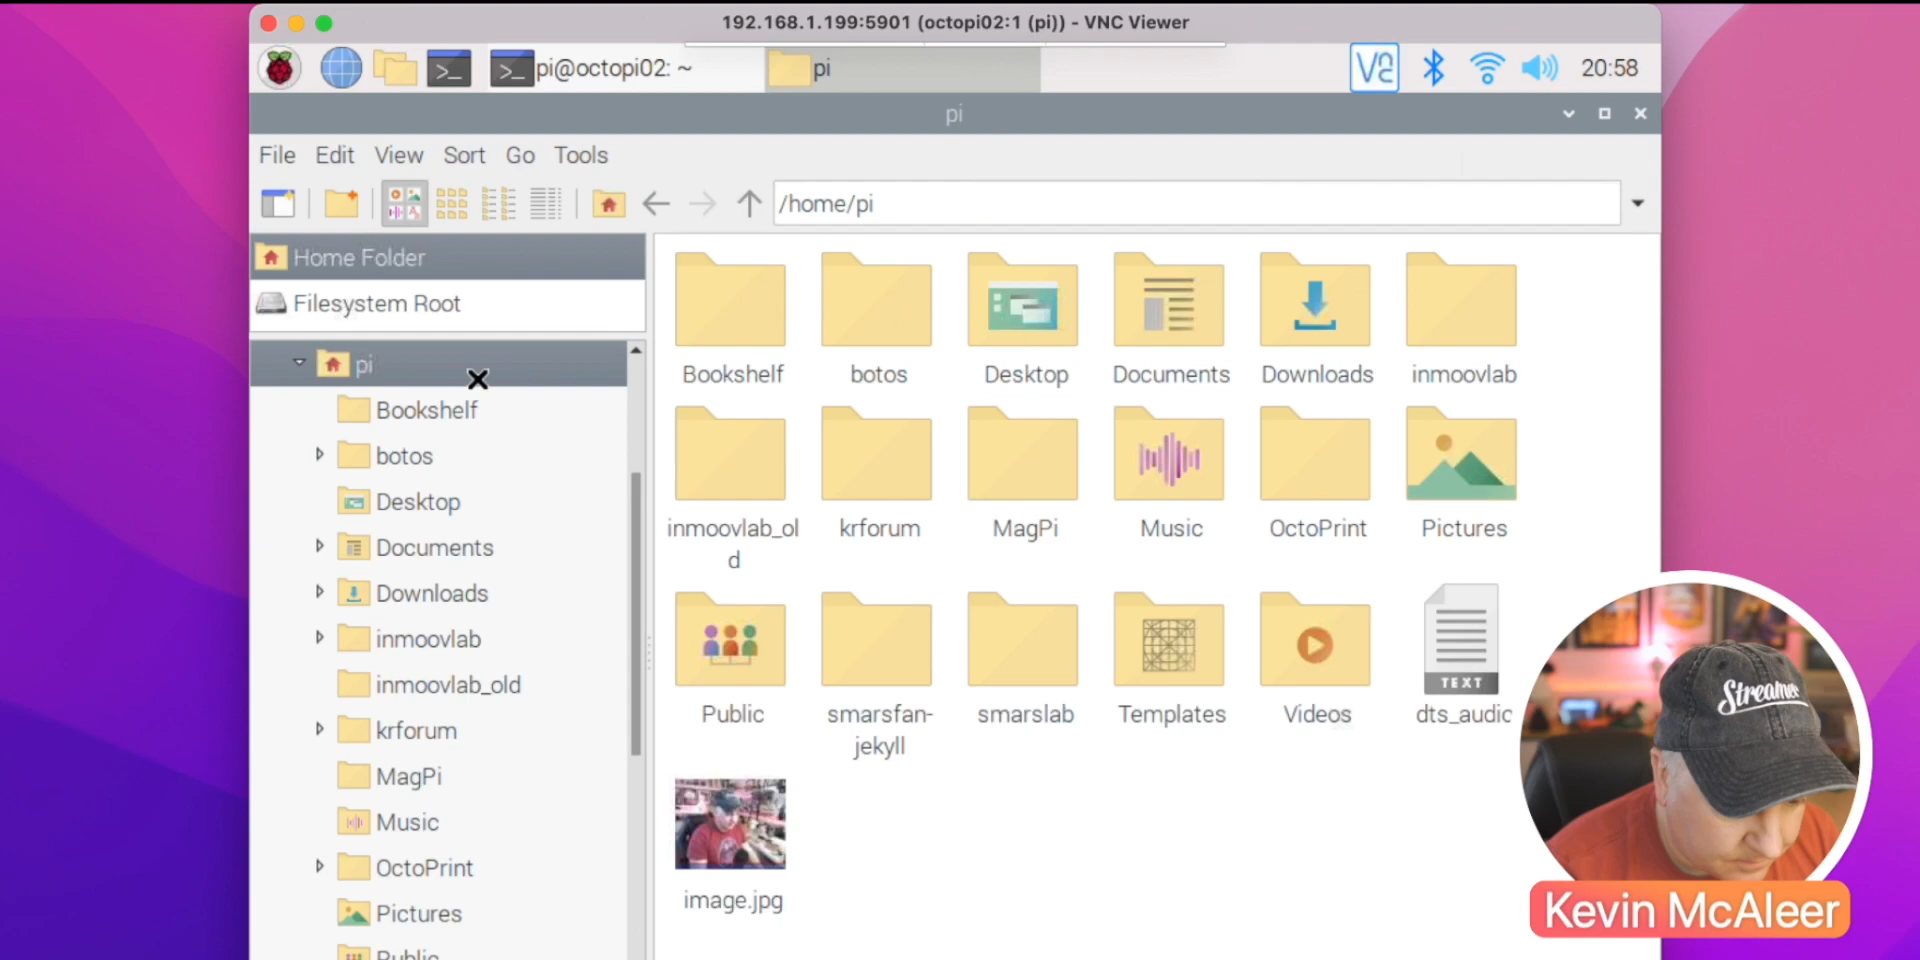 192.168.1.199:5901 (octopi02:1 (pi)) - VNC Viewer
pi@octopi02: ~
pi
20:58
pi
File Edit View Sort Go Tools
/home/pi
Home Folder
Filesystem Root
pi
Bookshelf
botos
Desktop
Documents
Downloads
inmoovlab
inmoovlab_old
krforum
MagPi
Music
OctoPrint
Pictures
Public
Bookshelf botos Desktop Documents Downloads inmoovlab
inmoovlab_ol krforum MagPi Music OctoPrint Pictures
d
TEXT
Public smarsfan- smarslab Templates Videos dts_audio
jekyll
image.jpg
Streamer
Kevin McAleer